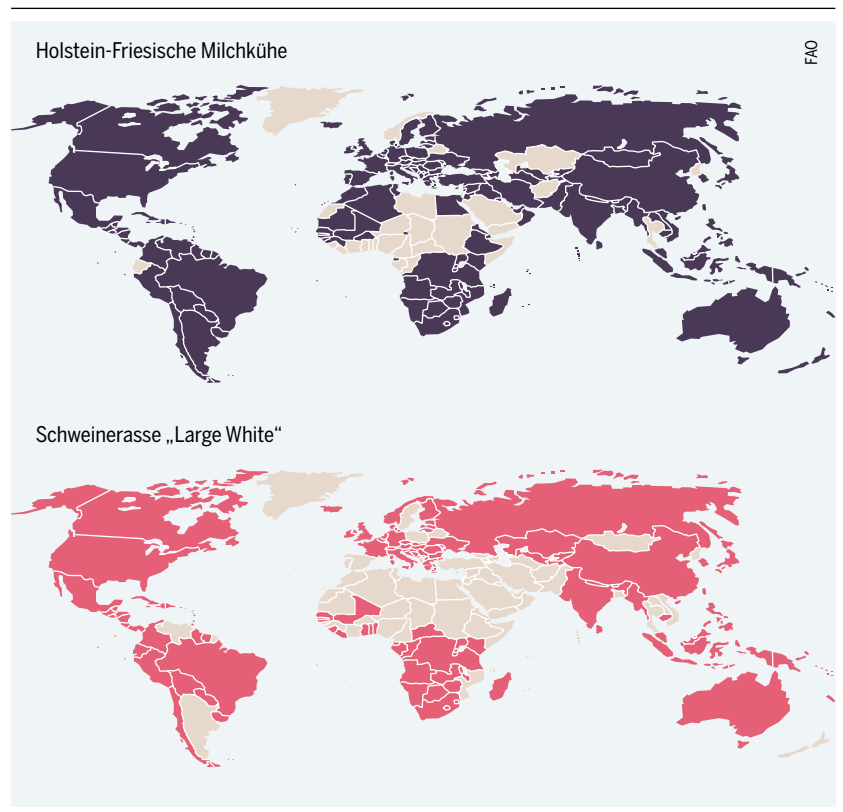 Holstein-Friesische Milchkühe
FAO
Schweinerasse „Large White“